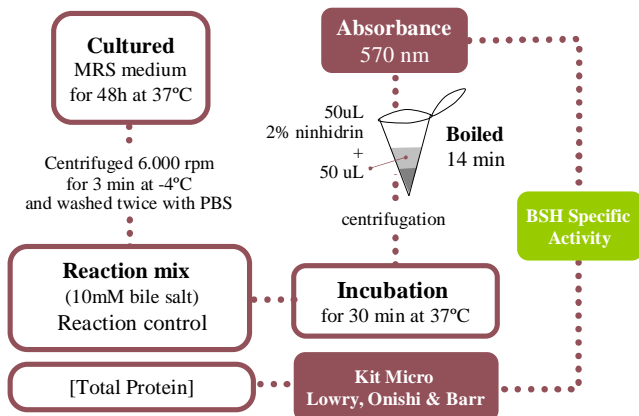 Cultured
MRS medium
for 48h at 37ºC
Centrifuged 6.000 rpm
for 3 min at -4ºC
and washed twice with PBS
Reaction mix
(10mM bile salt)
Reaction control
Incubation
for 30 min at 37ºC
centrifugation
50uL
2% ninhidrin
+
50 uL
Boiled
14 min
Absorbance
570 nm
BSH Specific
Activity
[Total Protein]
Kit Micro
Lowry, Onishi & Barr